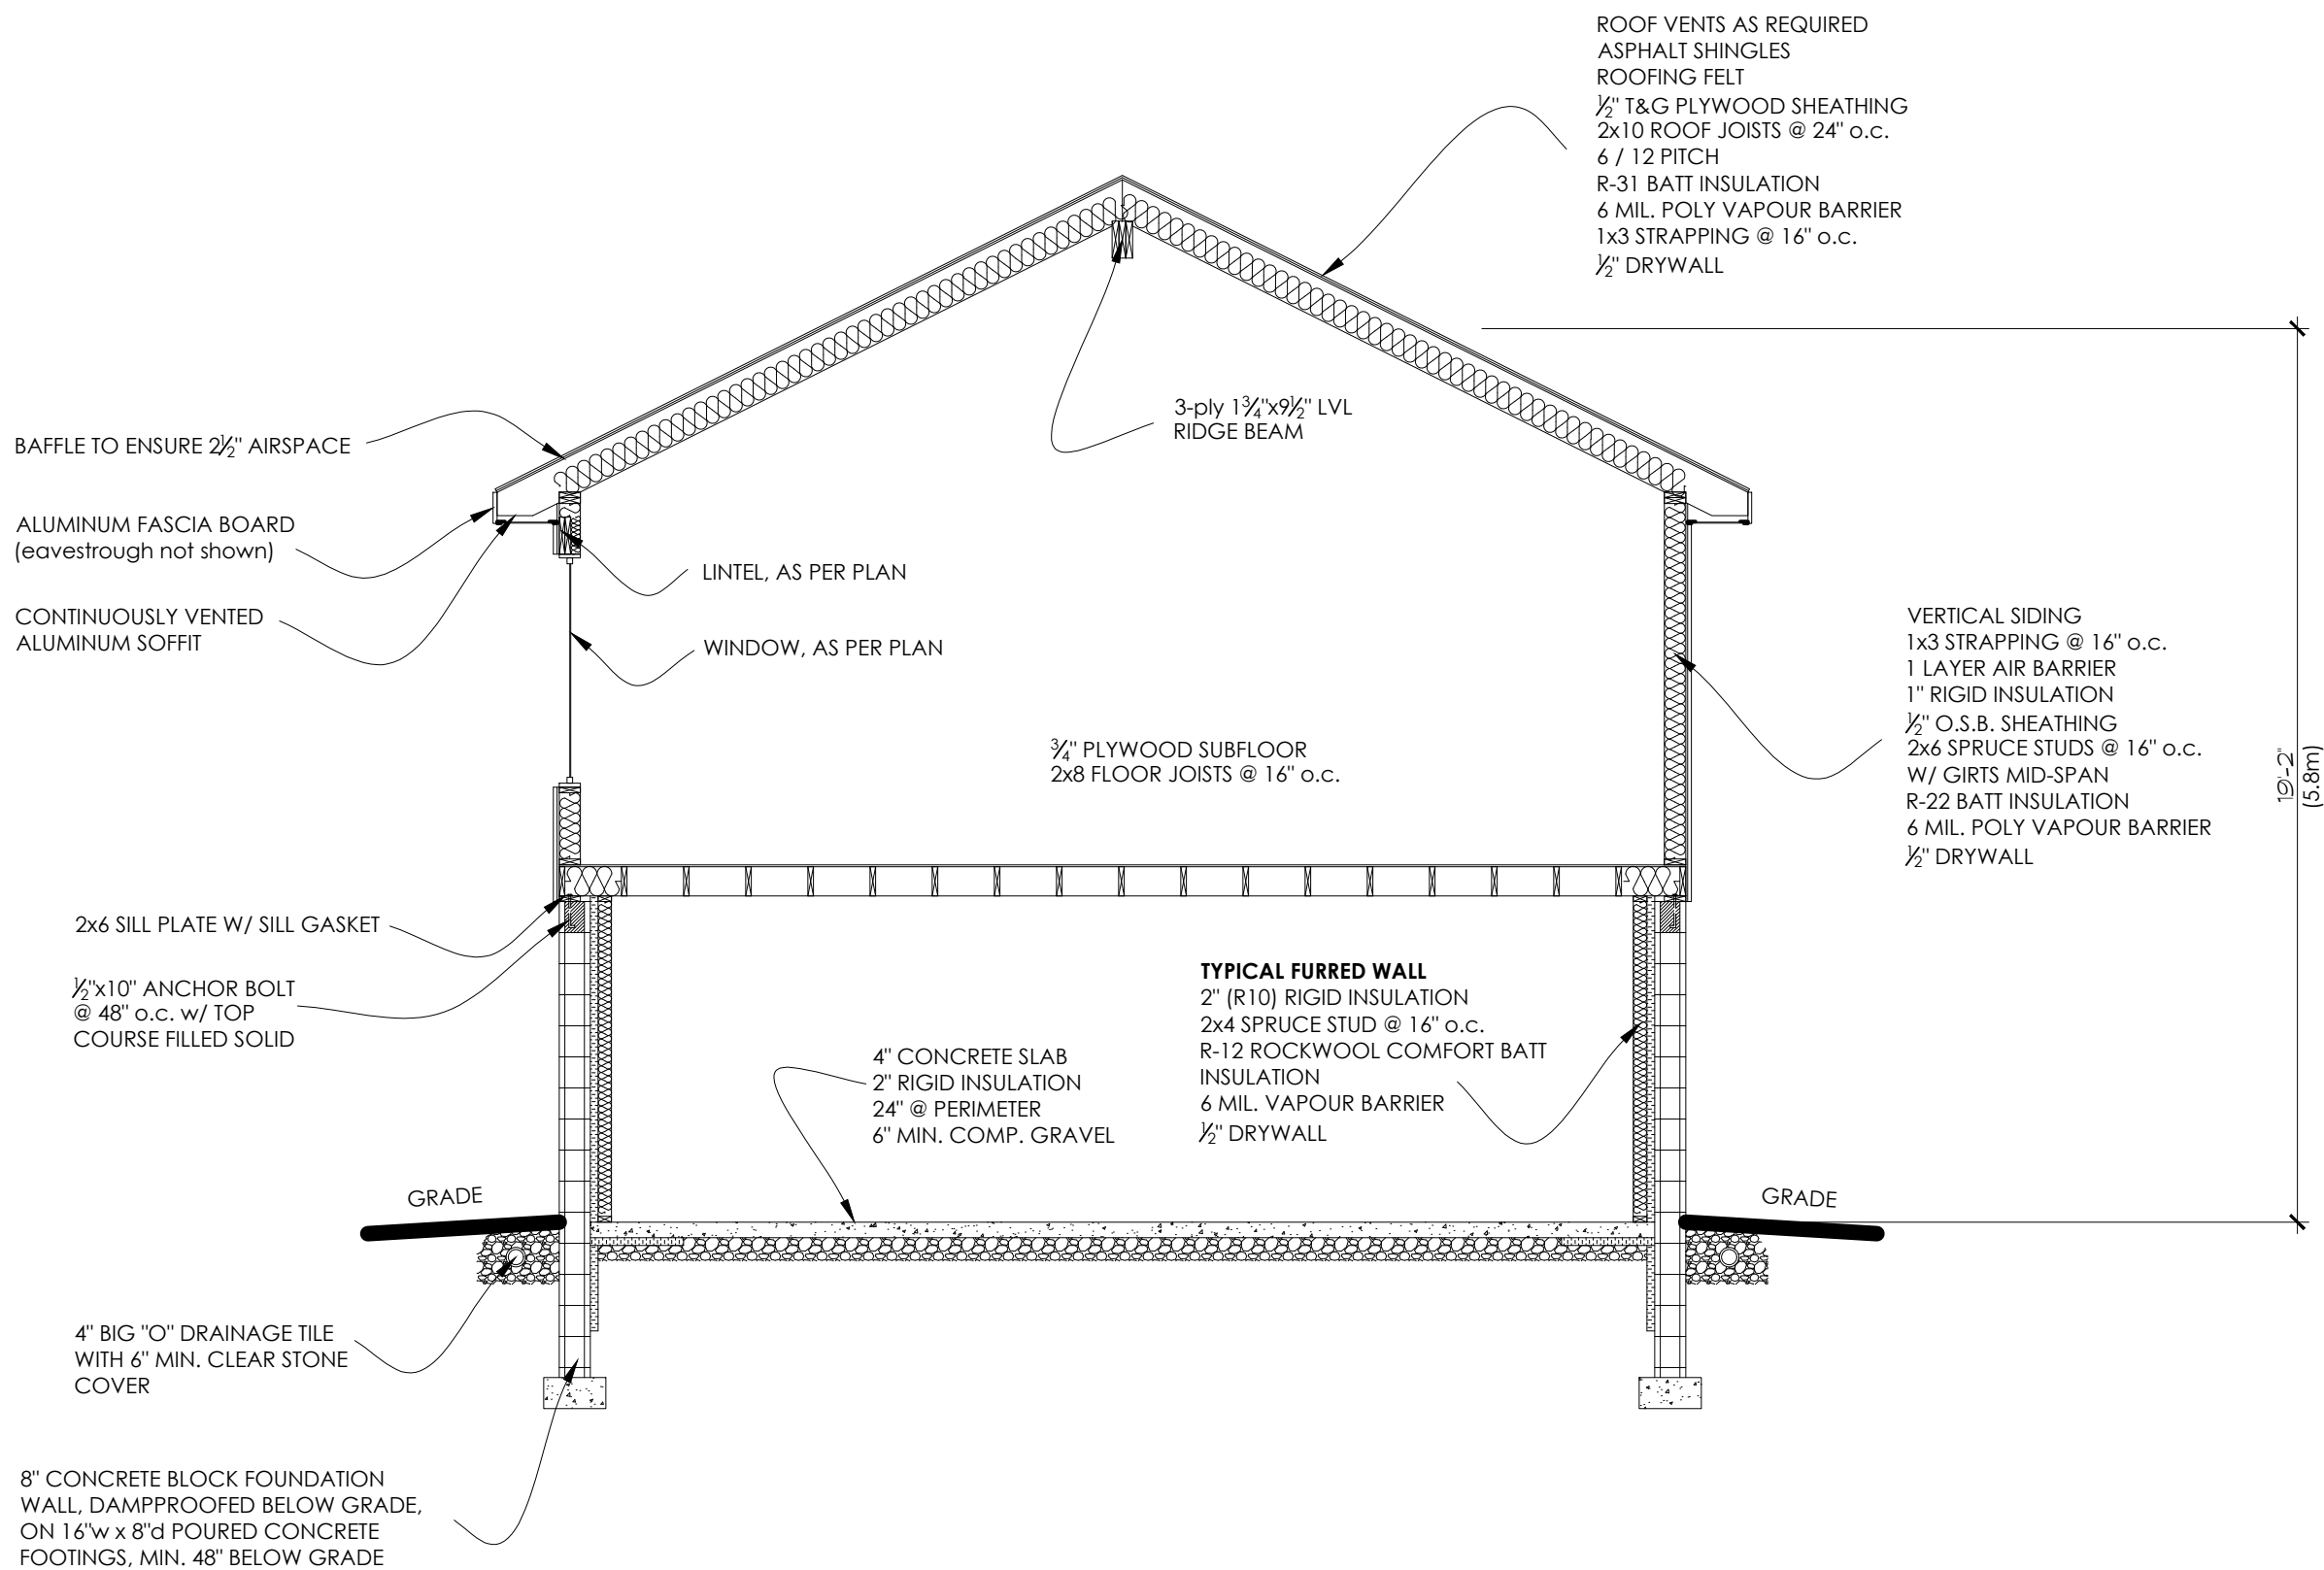 ROOF VENTS AS REQUIRED
ASPHALT SHINGLES
ROOFING FELT
½" T&G PLYWOOD SHEATHING
2x10 ROOF JOISTS @ 24" o.c.
6 / 12 PITCH
R-31 BATT INSULATION
6 MIL. POLY VAPOUR BARRIER
1x3 STRAPPING @ 16" o.c.
½" DRYWALL
3-ply 1¾"x9½" LVL
RIDGE BEAM
BAFFLE TO ENSURE 2½" AIRSPACE
ALUMINUM FASCIA BOARD
(eavestrough not shown)
CONTINUOUSLY VENTED
ALUMINUM SOFFIT
LINTEL, AS PER PLAN
WINDOW, AS PER PLAN
VERTICAL SIDING
1x3 STRAPPING @ 16" o.c.
1 LAYER AIR BARRIER
1" RIGID INSULATION
½" O.S.B. SHEATHING
2x6 SPRUCE STUDS @ 16" o.c.
W/ GIRTS MID-SPAN
R-22 BATT INSULATION
6 MIL. POLY VAPOUR BARRIER
½" DRYWALL
19'-2"
(5.8m)
¾" PLYWOOD SUBFLOOR
2x8 FLOOR JOISTS @ 16" o.c.
2x6 SILL PLATE W/ SILL GASKET
½"x10" ANCHOR BOLT
@ 48" o.c. w/ TOP
COURSE FILLED SOLID
TYPICAL FURRED WALL
2" (R10) RIGID INSULATION
2x4 SPRUCE STUD @ 16" o.c.
R-12 ROCKWOOL COMFORT BATT
INSULATION
6 MIL. VAPOUR BARRIER
½" DRYWALL
4" CONCRETE SLAB
2" RIGID INSULATION
24" @ PERIMETER
6" MIN. COMP. GRAVEL
GRADE
GRADE
4" BIG "O" DRAINAGE TILE
WITH 6" MIN. CLEAR STONE
COVER
8" CONCRETE BLOCK FOUNDATION
WALL, DAMPPROOFED BELOW GRADE,
ON 16"w x 8"d POURED CONCRETE
FOOTINGS, MIN. 48" BELOW GRADE